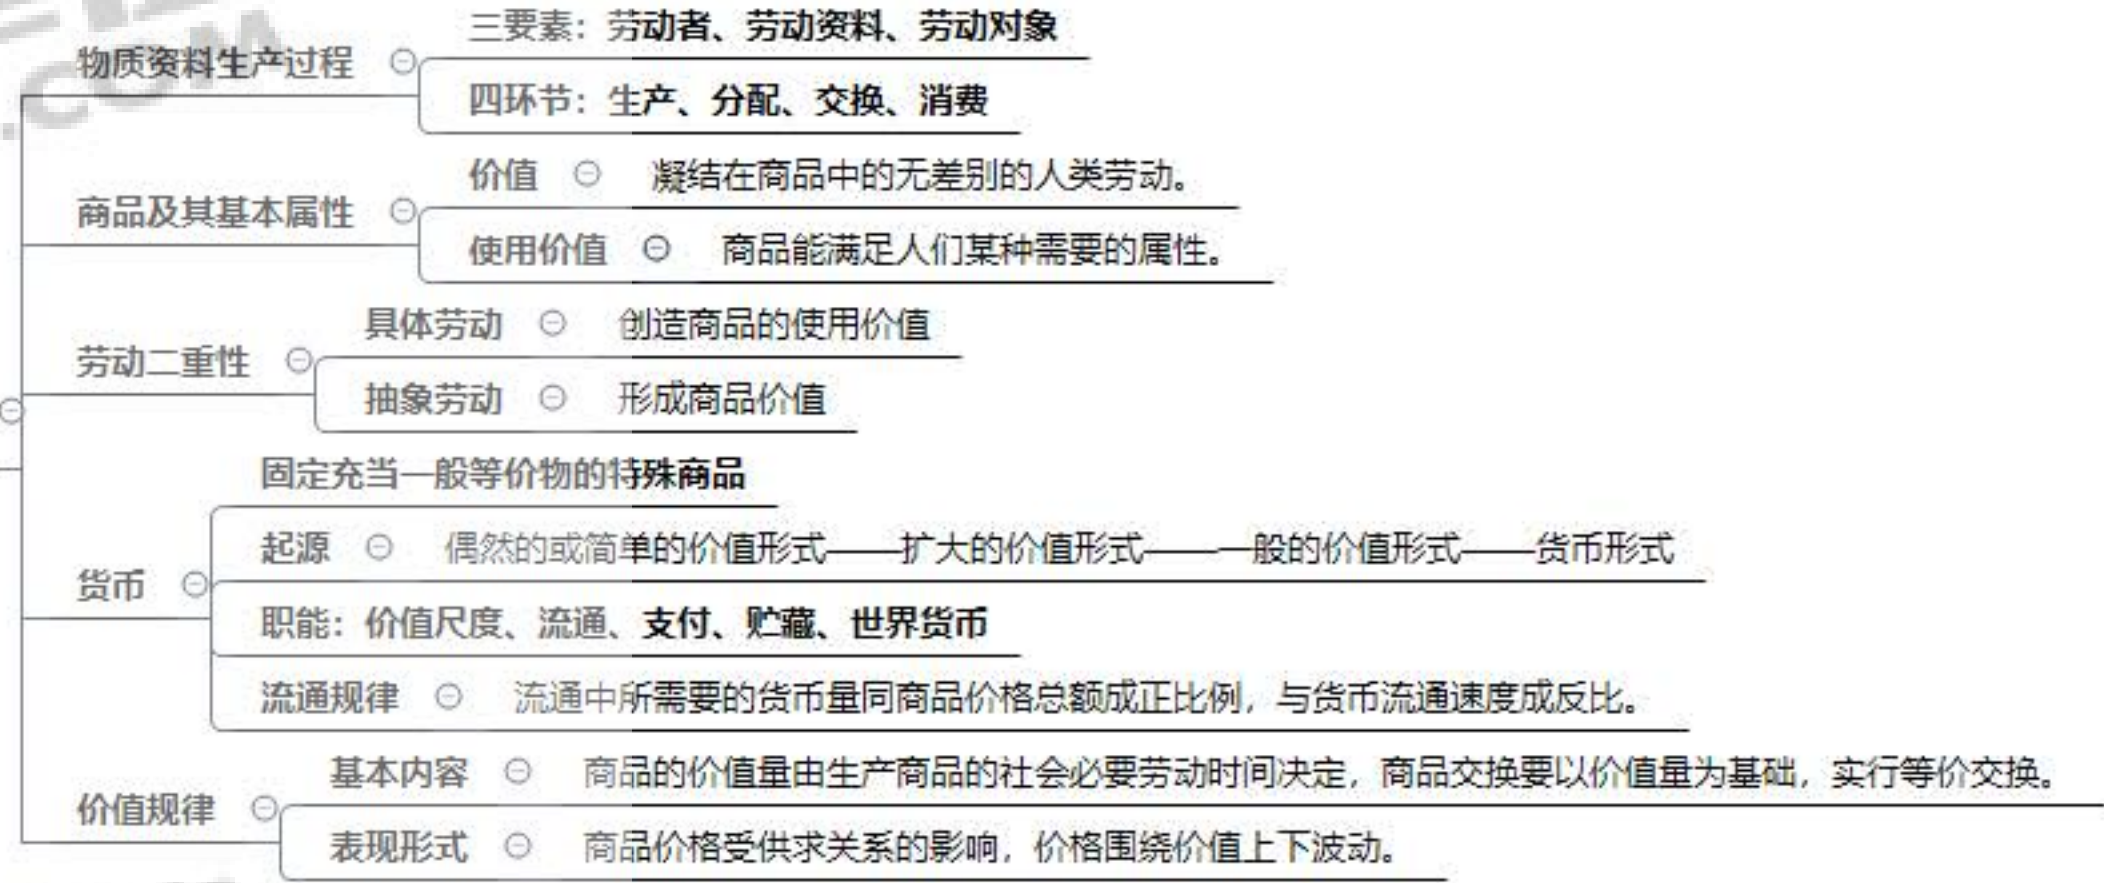 三要素：劳动者、劳动资料、劳动对象
物质资料生产过程
四环节：生产、分配、交换、消费
价值 凝结在商品中的无差别的人类劳动。
商品及其基本属性
使用价值 商品能满足人们某种需要的属性。
具体劳动 创造商品的使用价值
劳动二重性
抽象劳动 形成商品价值
固定充当一般等价物的特殊商品
起源 偶然的或简单的价值形式——扩大的价值形式——一般的价值形式——货币形式
货币
职能：价值尺度、流通、支付、贮藏、世界货币
流通规律 流通中所需要的货币量同商品价格总额成正比例，与货币流通速度成反比。
基本内容 商品的价值量由生产商品的社会必要劳动时间决定，商品交换要以价值量为基础，实行等价交换。
价值规律
表现形式 商品价格受供求关系的影响，价格围绕价值上下波动。
.COM